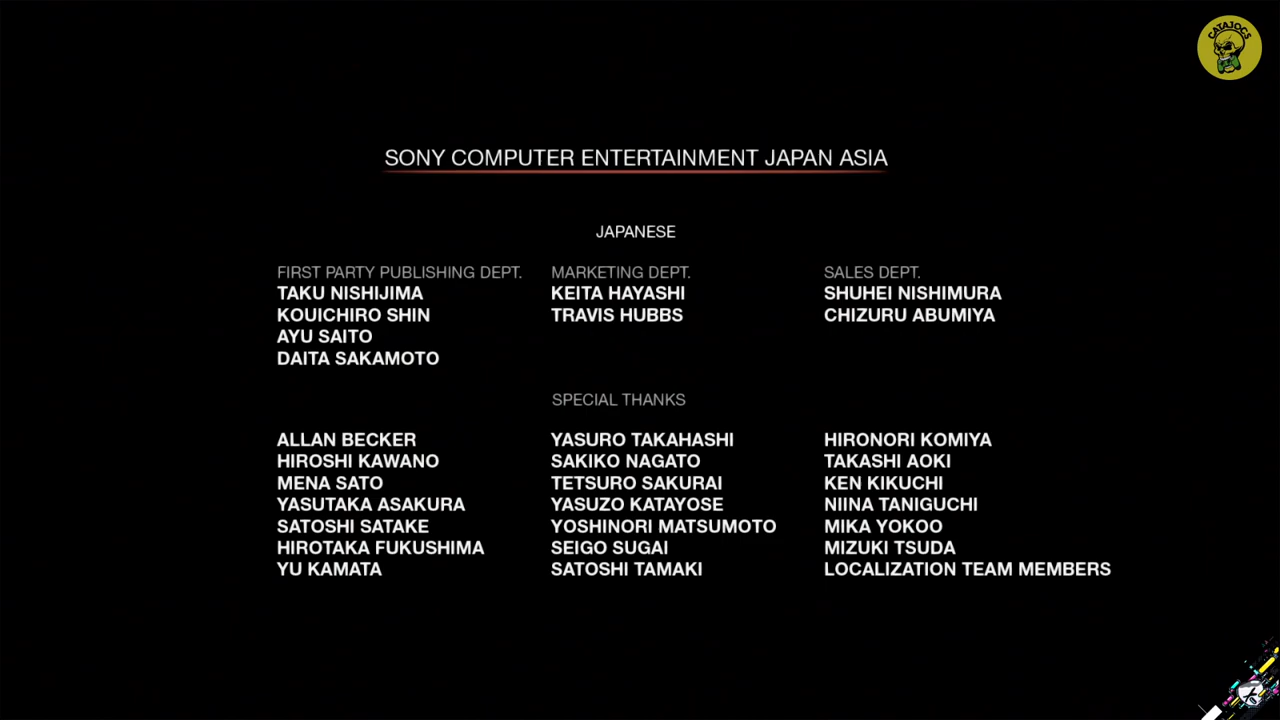 CATAJOCS
SONY COMPUTER ENTERTAINMENT JAPAN ASIA
JAPANESE
FIRST PARTY PUBLISHING DEPT.
TAKU NISHIJIMA
KOUICHIRO SHIN
AYU SAITO
DAITA SAKAMOTO
MARKETING DEPT.
KEITA HAYASHI
TRAVIS HUBBS
SALES DEPT.
SHUHEI NISHIMURA
CHIZURU ABUMIYA
SPECIAL THANKS
ALLAN BECKER
HIROSHI KAWANO
MENA SATO
YASUTAKA ASAKURA
SATOSHI SATAKE
HIROTAKA FUKUSHIMA
YU KAMATA
YASURO TAKAHASHI
SAKIKO NAGATO
TETSURO SAKURAI
YASUZO KATAYOSE
YOSHINORI MATSUMOTO
SEIGO SUGAI
SATOSHI TAMAKI
HIRONORI KOMIYA
TAKASHI AOKI
KEN KIKUCHI
NIINA TANIGUCHI
MIKA YOKOO
MIZUKI TSUDA
LOCALIZATION TEAM MEMBERS